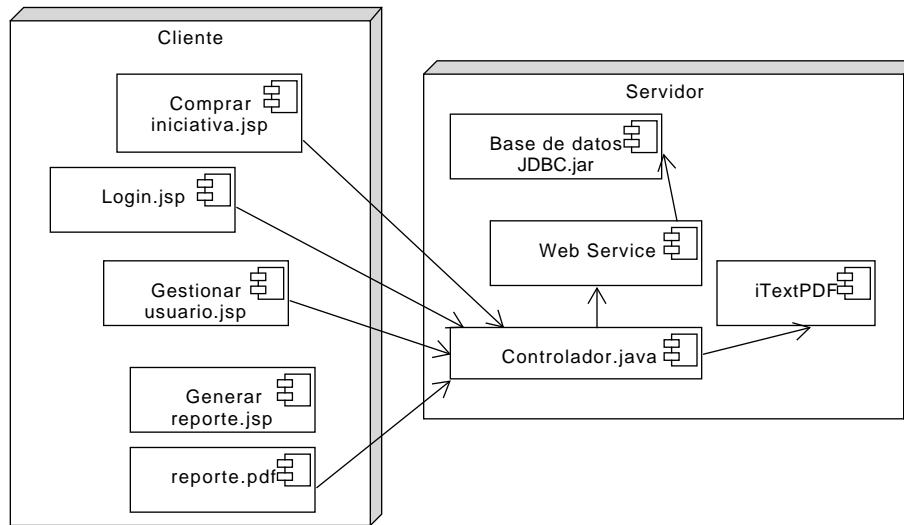 Cliente
Comprar
iniciativa.jsp
Login.jsp
Gestionar
usuario.jsp
Generar
reporte.jsp
reporte.pdf
Servidor
Base de datos
JDBC.jar
Web Service
iTextPDF
Controlador.java